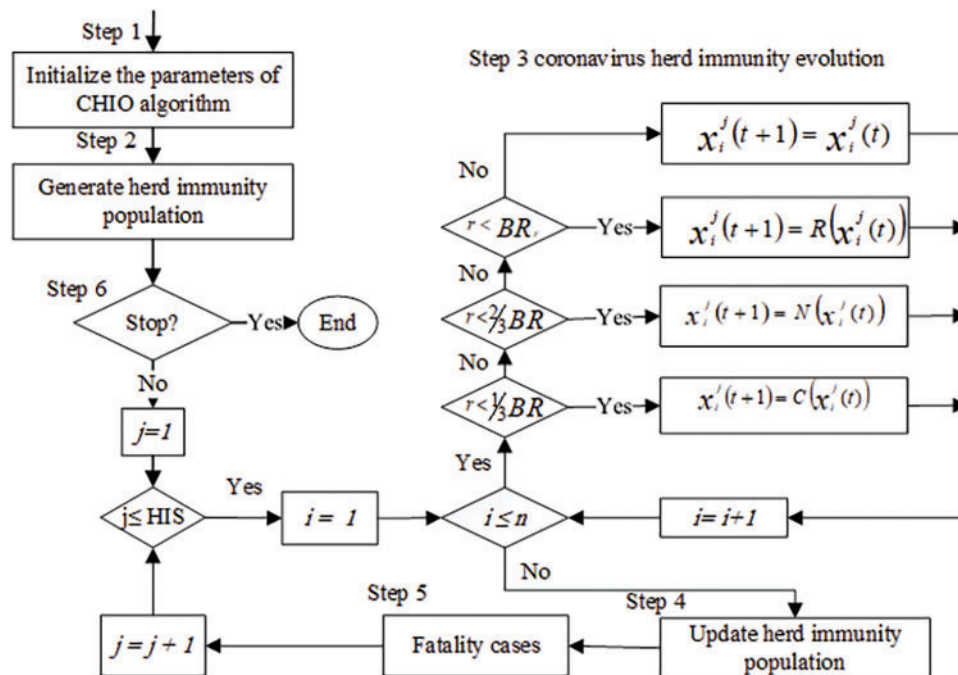 Step 1
Initialize the parameters of
CHIO algorithm
Step 2
Generate herd immunity
population
Step 6
Stop?
Yes
End
No
j=1
j≤ HIS
Yes
i = 1
Step 3 coronavirus herd immunity evolution
x_i^j(t+1) = x_i^j(t)
No
r < BR,
Yes
x_i^j(t+1) = R(x_i^j(t))
No
r < 2/3 BR
Yes
x_i^j(t+1) = N(x_i^j(t))
No
r < 1/3 BR
Yes
x_i^j(t+1) = C(x_i^j(t))
Yes
i ≤ n
i= i+1
No
Step 4
Update herd immunity
population
Step 5
Fatality cases
j = j + 1